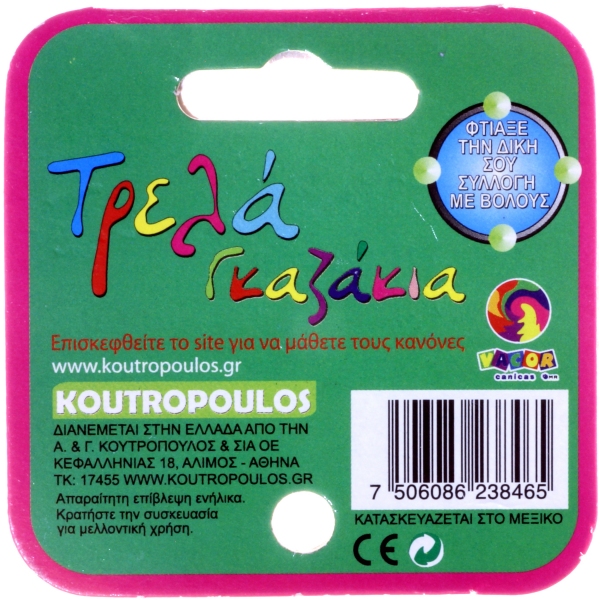 ΦΤΙΑΞΕ
ΤΗΝ ΔΙΚΗ
ΣΟΥ
ΣΥΛΛΟΓΗ
ΜΕ ΒΟΛΟΥΣ
Τρελά
γκαζάκια
Επισκεφθείτε το site για να μάθετε τους κανόνες
www.koutropoulos.gr
VACOR
canicas
KOUTROPOULOS
ΔΙΑΝΕΜΕΤΑΙ ΣΤΗΝ ΕΛΛΑΔΑ ΑΠΟ ΤΗΝ
Α. & Γ. ΚΟΥΤΡΟΠΟΥΛΟΣ & ΣΙΑ ΟΕ
ΚΕΦΑΛΛΗΝΙΑΣ 18, ΑΛΙΜΟΣ - ΑΘΗΝΑ
ΤΚ: 17455 WWW.KOUTROPOULOS.GR
Απαραίτητη επίβλεψη ενήλικα.
Κρατήστε την συσκευασία
για μελλοντική χρήση.
7 506086 238465
ΚΑΤΑΣΚΕΥΑΖΕΤΑΙ ΣΤΟ ΜΕΞΙΚΟ
CE